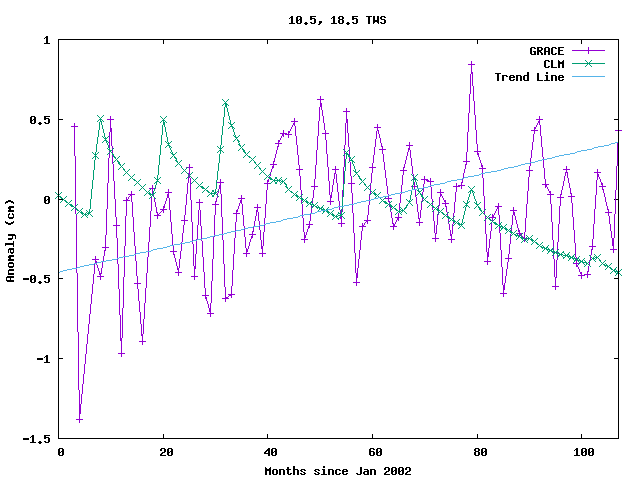 10.5, 18.5 TWS
GRACE
CLM
Trend Line
1
0.5
0
-0.5
-1
-1.5
Anomaly (cm)
0 20 40 60 80 100
Months since Jan 2002